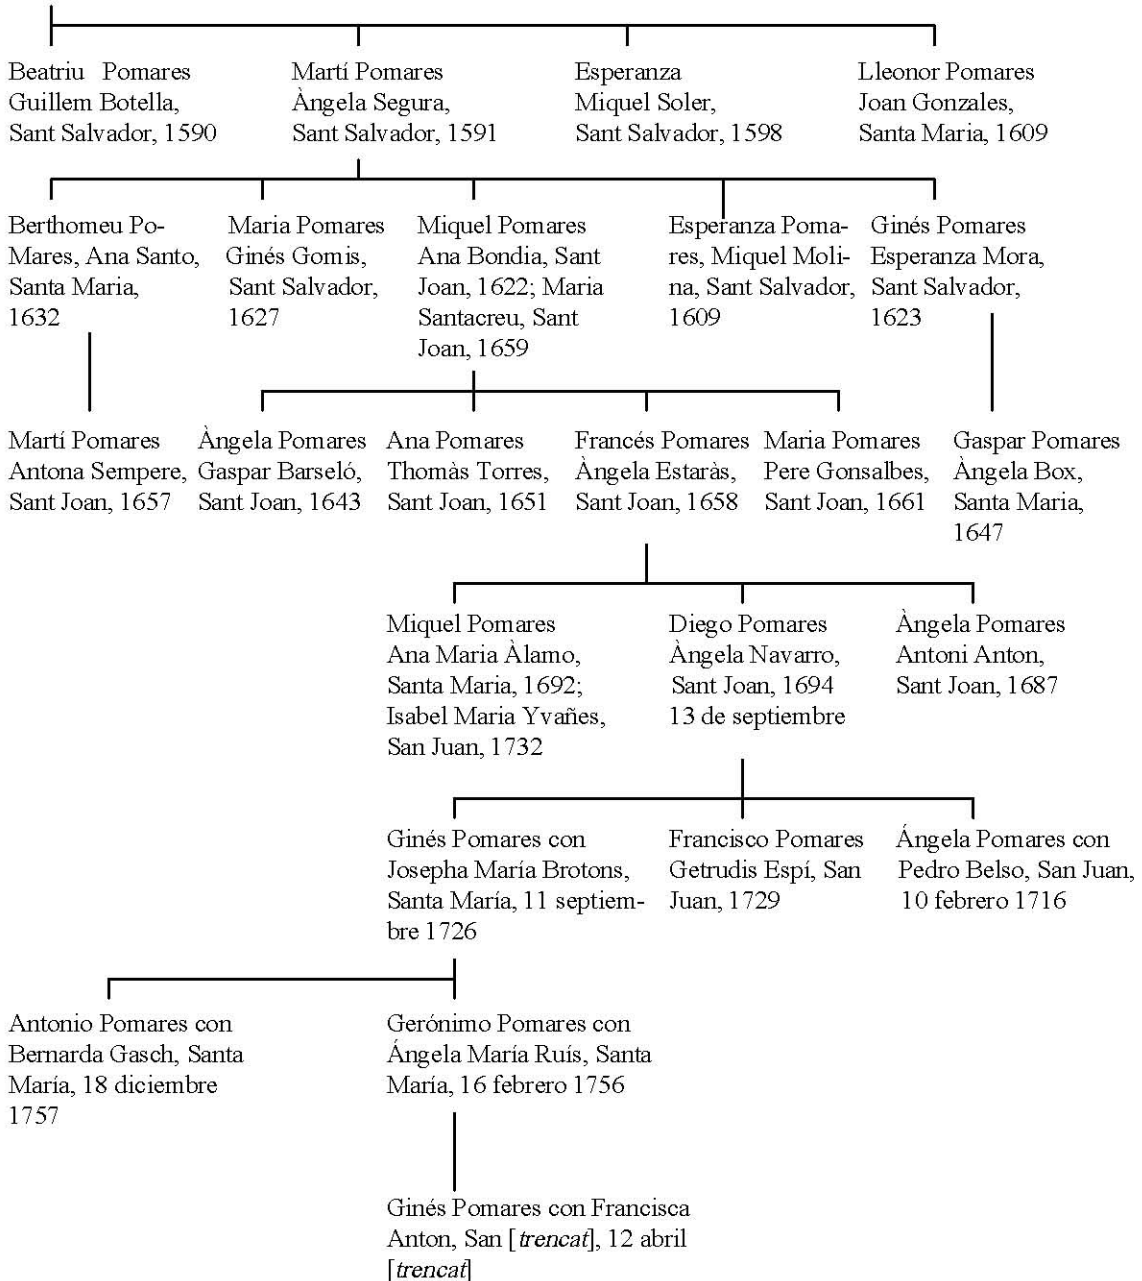 Beatriu Pomares
Guillem Botella,
Sant Salvador, 1590
Martí Pomares
Àngela Segura,
Sant Salvador, 1591
Esperanza
Miquel Soler,
Sant Salvador, 1598
Lleonor Pomares
Joan Gonzales,
Santa Maria, 1609
Berthomeu Po-
Mares, Ana Santo,
Santa Maria,
1632
Maria Pomares
Ginés Gomis,
Sant Salvador,
1627
Miquel Pomares
Ana Bondia, Sant
Joan, 1622; Maria
Santacreu, Sant
Joan, 1659
Esperanza Poma-
res, Miquel Moli-
na, Sant Salvador,
1609
Ginés Pomares
Esperanza Mora,
Sant Salvador,
1623
Martí Pomares
Antona Sempere,
Sant Joan, 1657
Àngela Pomares
Gaspar Barseló,
Sant Joan, 1643
Ana Pomares
Thomàs Torres,
Sant Joan, 1651
Francés Pomares
Àngela Estaràs,
Sant Joan, 1658
Maria Pomares
Pere Gonsalbes,
Sant Joan, 1661
Gaspar Pomares
Àngela Box,
Santa Maria,
1647
Miquel Pomares
Ana Maria Àlamo,
Santa Maria, 1692;
Isabel Maria Yvañes,
San Juan, 1732
Diego Pomares
Àngela Navarro,
Sant Joan, 1694
13 de septiembre
Àngela Pomares
Antoni Anton,
Sant Joan, 1687
Ginés Pomares con
Josepha María Brotons,
Santa María, 11 septiem-
bre 1726
Francisco Pomares
Getrudis Espí, San
Juan, 1729
Ángela Pomares con
Pedro Belso, San Juan,
10 febrero 1716
Antonio Pomares con
Bernarda Gasch, Santa
María, 18 diciembre
1757
Gerónimo Pomares con
Ángela María Ruís, Santa
María, 16 febrero 1756
Ginés Pomares con Francisca
Anton, San [trencat], 12 abril
[trencat]